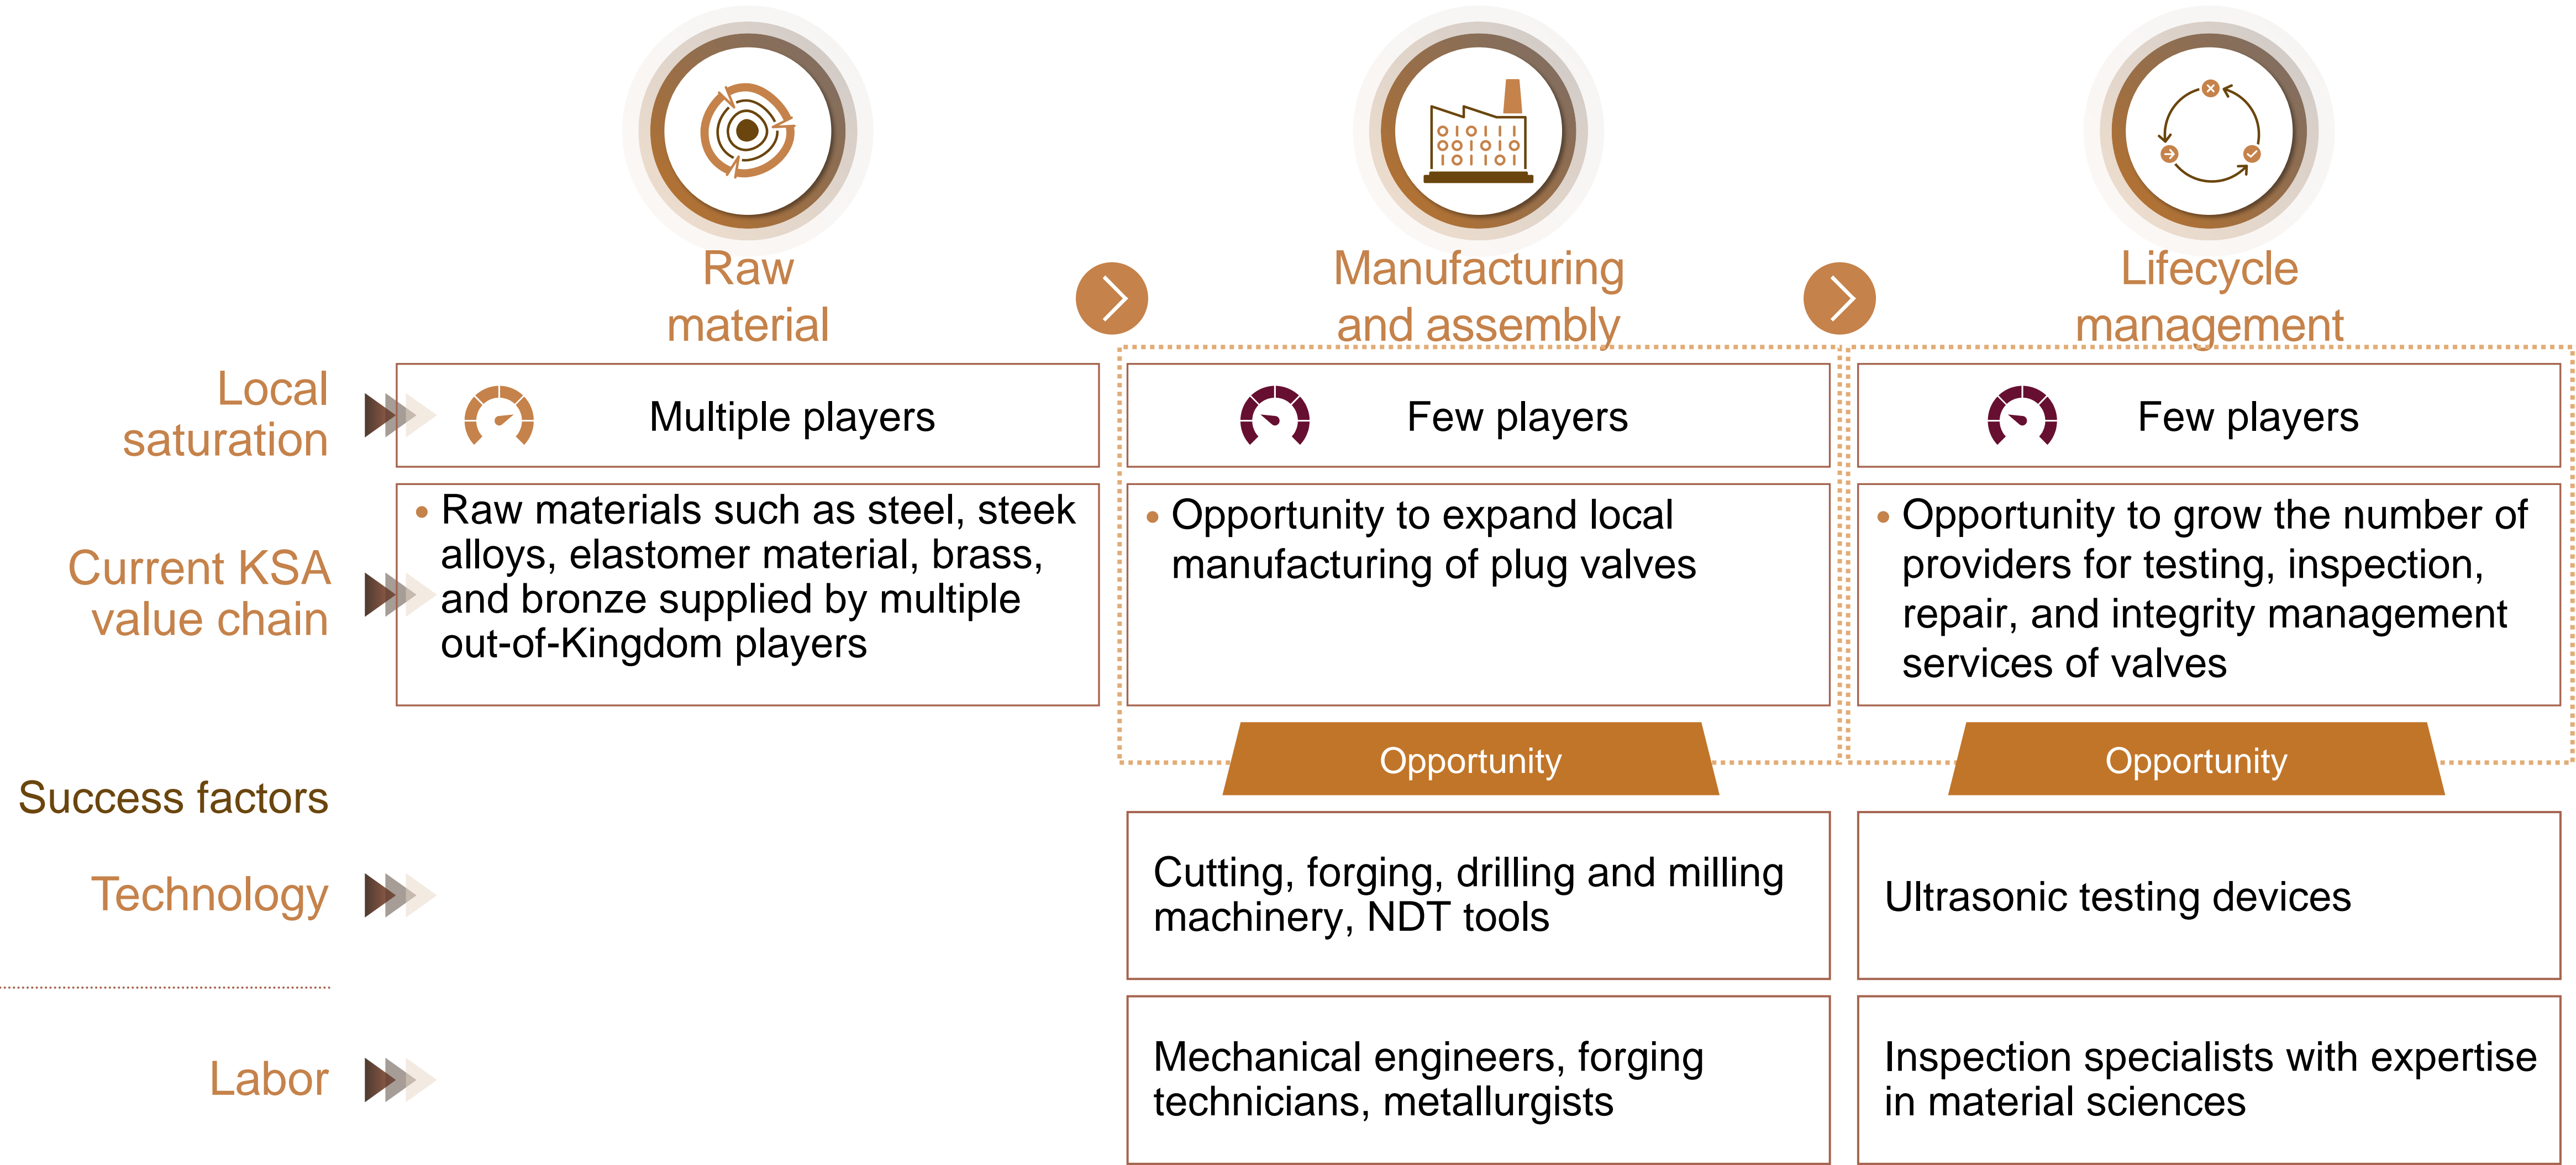 Raw
material
Manufacturing
and assembly
Lifecycle
management
Local
saturation
Multiple players
Few players
Few players
Current KSA
value chain
• Raw materials such as steel, steek
alloys, elastomer material, brass,
and bronze supplied by multiple
out-of-Kingdom players
• Opportunity to expand local
manufacturing of plug valves
• Opportunity to grow the number of
providers for testing, inspection,
repair, and integrity management
services of valves
Opportunity
Opportunity
Success factors
Technology
Cutting, forging, drilling and milling
machinery, NDT tools
Ultrasonic testing devices
Labor
Mechanical engineers, forging
technicians, metallurgists
Inspection specialists with expertise
in material sciences